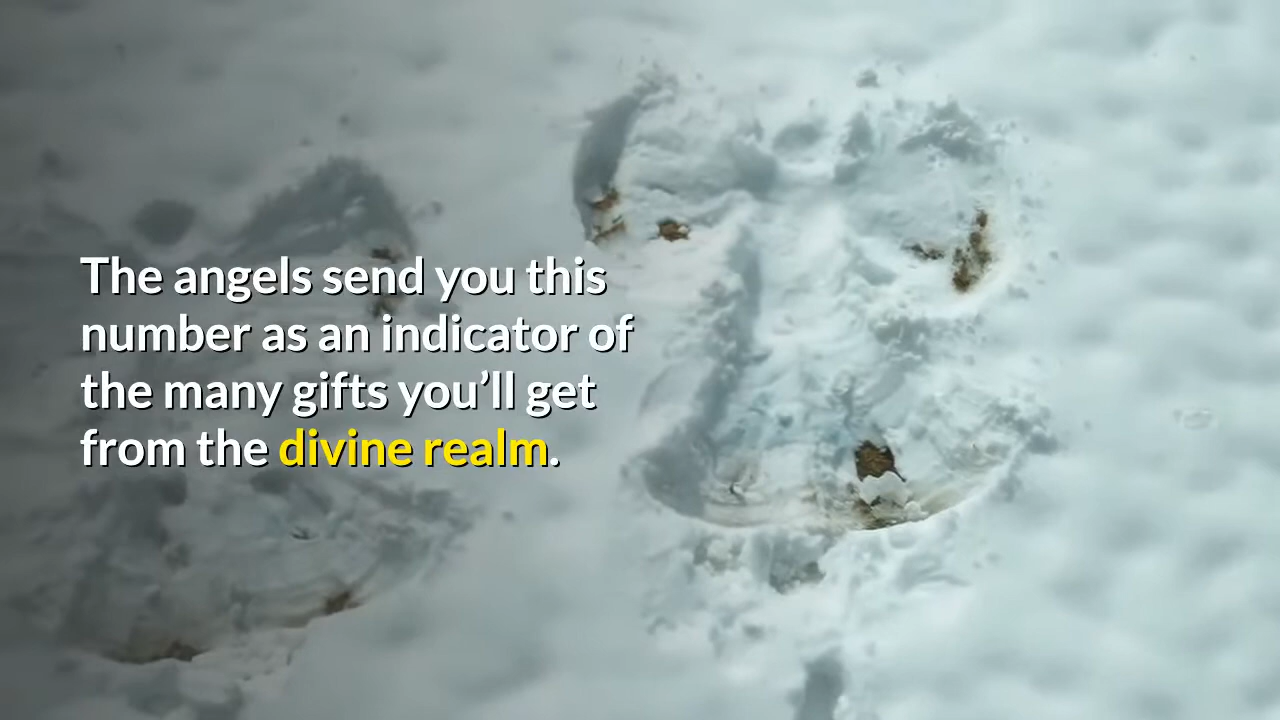 The angels send you this
number as an indicator of
the many gifts you’ll get
from the divine realm.